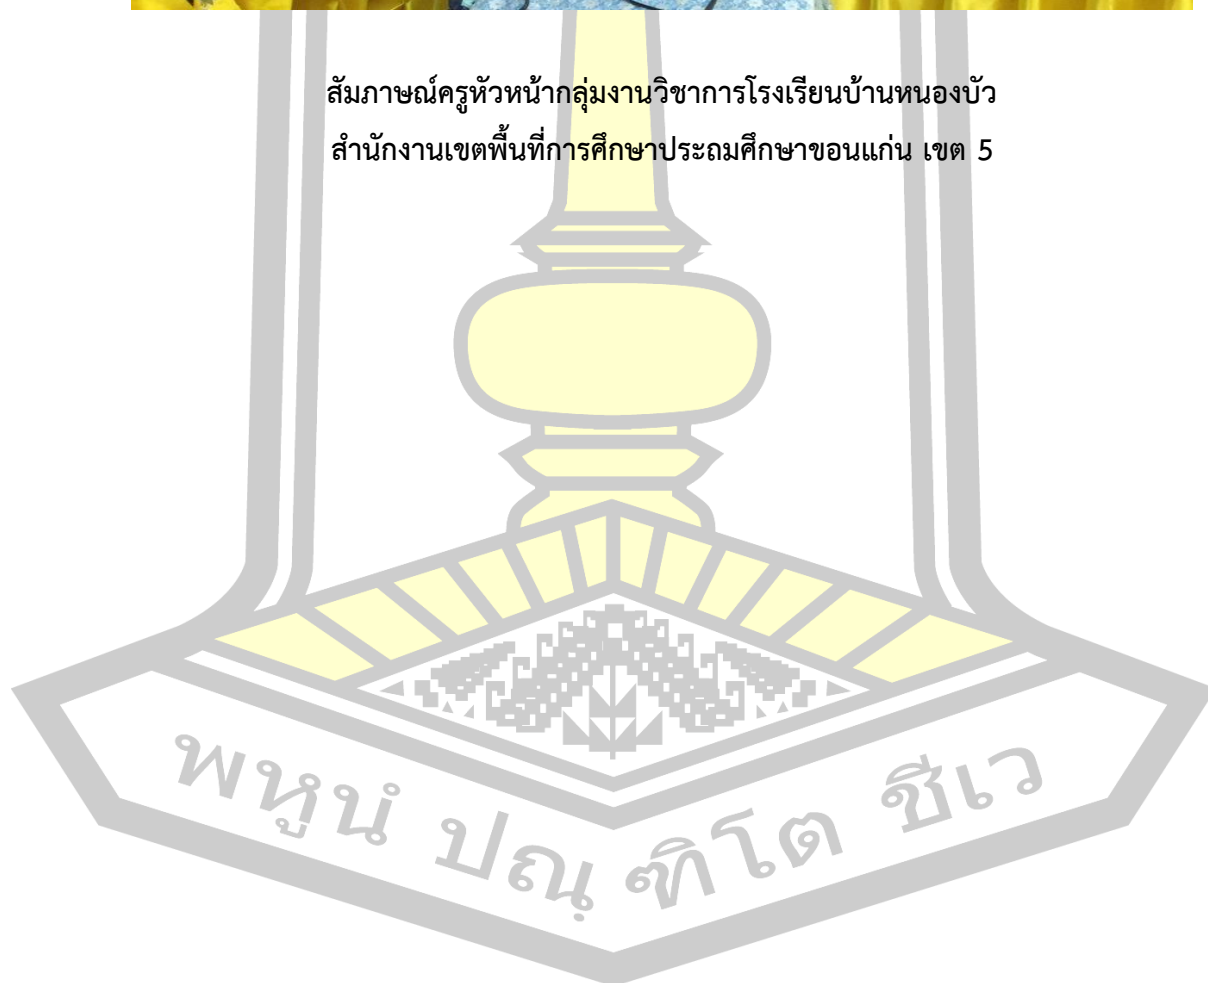 สัมภาษณ์ครูหัวหน้ากลุ่มงานวิชาการโรงเรียนบ้านหนองบัว
สำนักงานเขตพื้นที่การศึกษาประถมศึกษาขอนแก่น เขต 5
พหูนํ ปณฺฑิโต ชีเว